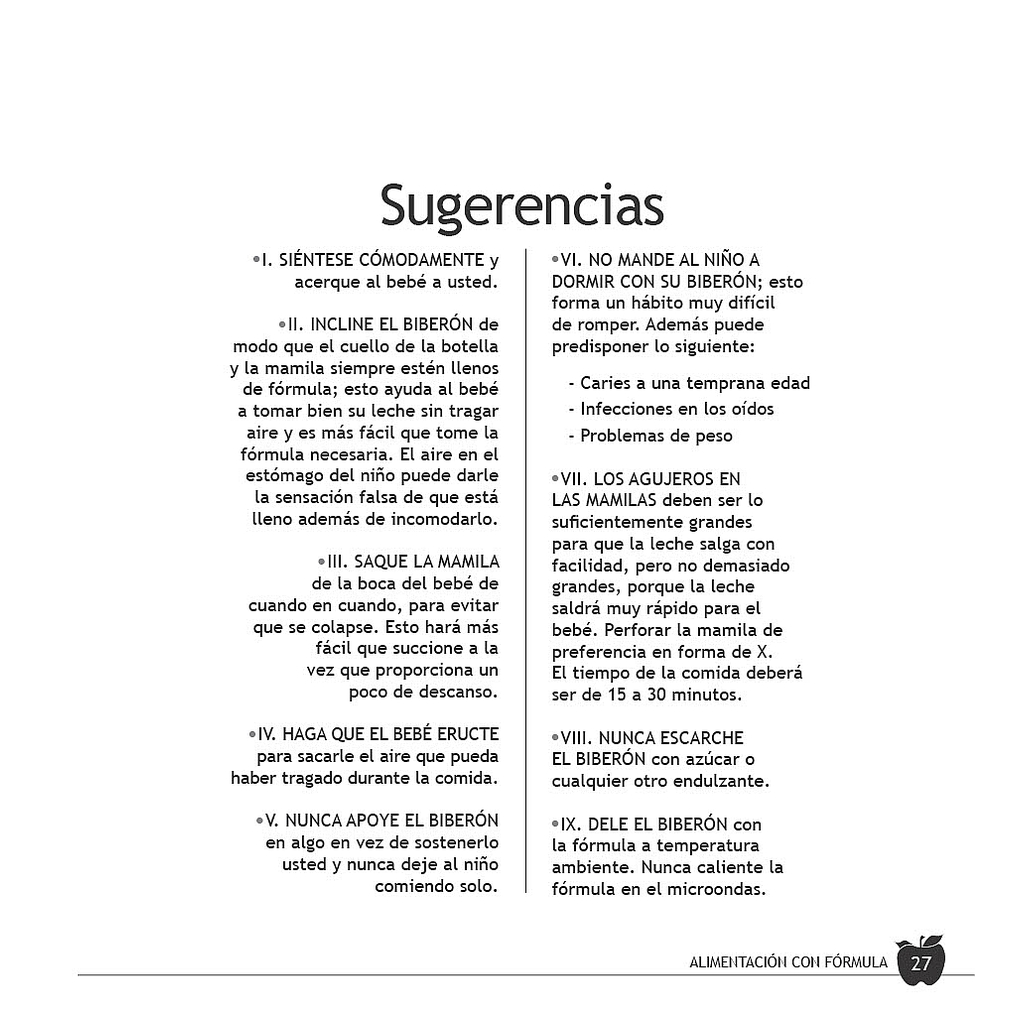 Sugerencias
•I. SIÉNTESE CÓMODAMENTE y
acerque al bebé a usted.
•II. INCLINE EL BIBERÓN de
modo que el cuello de la botella
y la mamila siempre estén llenos
de fórmula; esto ayuda al bebé
a tomar bien su leche sin tragar
aire y es más fácil que tome la
fórmula necesaria. El aire en el
estómago del niño puede darle
la sensación falsa de que está
lleno además de incomodarlo.
•III. SAQUE LA MAMILA
de la boca del bebé de
cuando en cuando, para evitar
que se colapse. Esto hará más
fácil que succione a la
vez que proporciona un
poco de descanso.
•IV. HAGA QUE EL BEBÉ ERUCTE
para sacarle el aire que pueda
haber tragado durante la comida.
•V. NUNCA APOYE EL BIBERÓN
en algo en vez de sostenerlo
usted y nunca deje al niño
comiendo solo.
•VI. NO MANDE AL NIÑO A
DORMIR CON SU BIBERÓN; esto
forma un hábito muy difícil
de romper. Además puede
predisponer lo siguiente:
- Caries a una temprana edad
- Infecciones en los oídos
- Problemas de peso
•VII. LOS AGUJEROS EN
LAS MAMILAS deben ser lo
suficientemente grandes
para que la leche salga con
facilidad, pero no demasiado
grandes, porque la leche
saldrá muy rápido para el
bebé. Perforar la mamila de
preferencia en forma de X.
El tiempo de la comida deberá
ser de 15 a 30 minutos.
•VIII. NUNCA ESCARCHE
EL BIBERÓN con azúcar o
cualquier otro endulzante.
•IX. DELE EL BIBERÓN con
la fórmula a temperatura
ambiente. Nunca caliente la
fórmula en el microondas.
ALIMENTACIÓN CON FÓRMULA 27